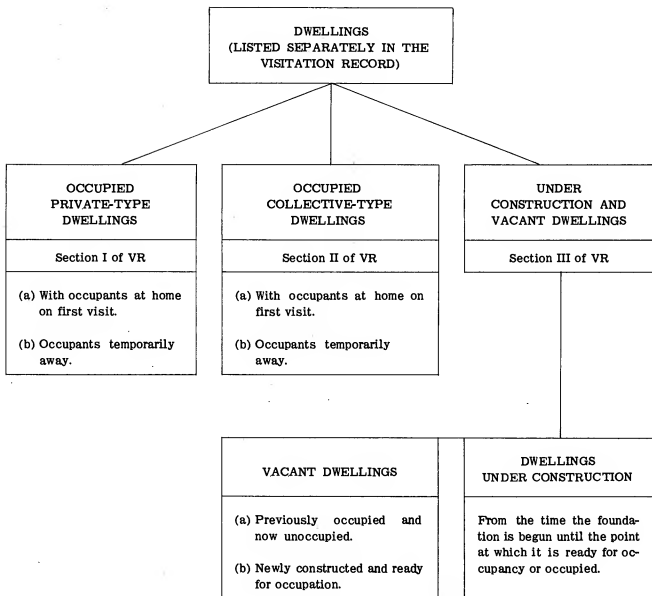 DWELLINGS
(LISTED SEPARATELY IN THE
VISITATION RECORD)
OCCUPIED
PRIVATE-TYPE
DWELLINGS
Section I of VR
(a) With occupants at home
on first visit.
(b) Occupants temporarily
away.
OCCUPIED
COLLECTIVE-TYPE
DWELLINGS
Section II of VR
(a) With occupants at home on
first visit.
(b) Occupants temporarily
away.
UNDER
CONSTRUCTION AND
VACANT DWELLINGS
Section III of VR
VACANT DWELLINGS
(a) Previously occupied and
now unoccupied.
(b) Newly constructed and ready
for occupation.
DWELLINGS
UNDER CONSTRUCTION
From the time the founda-
tion is begun until the point
at which it is ready for oc-
cupancy or occupied.